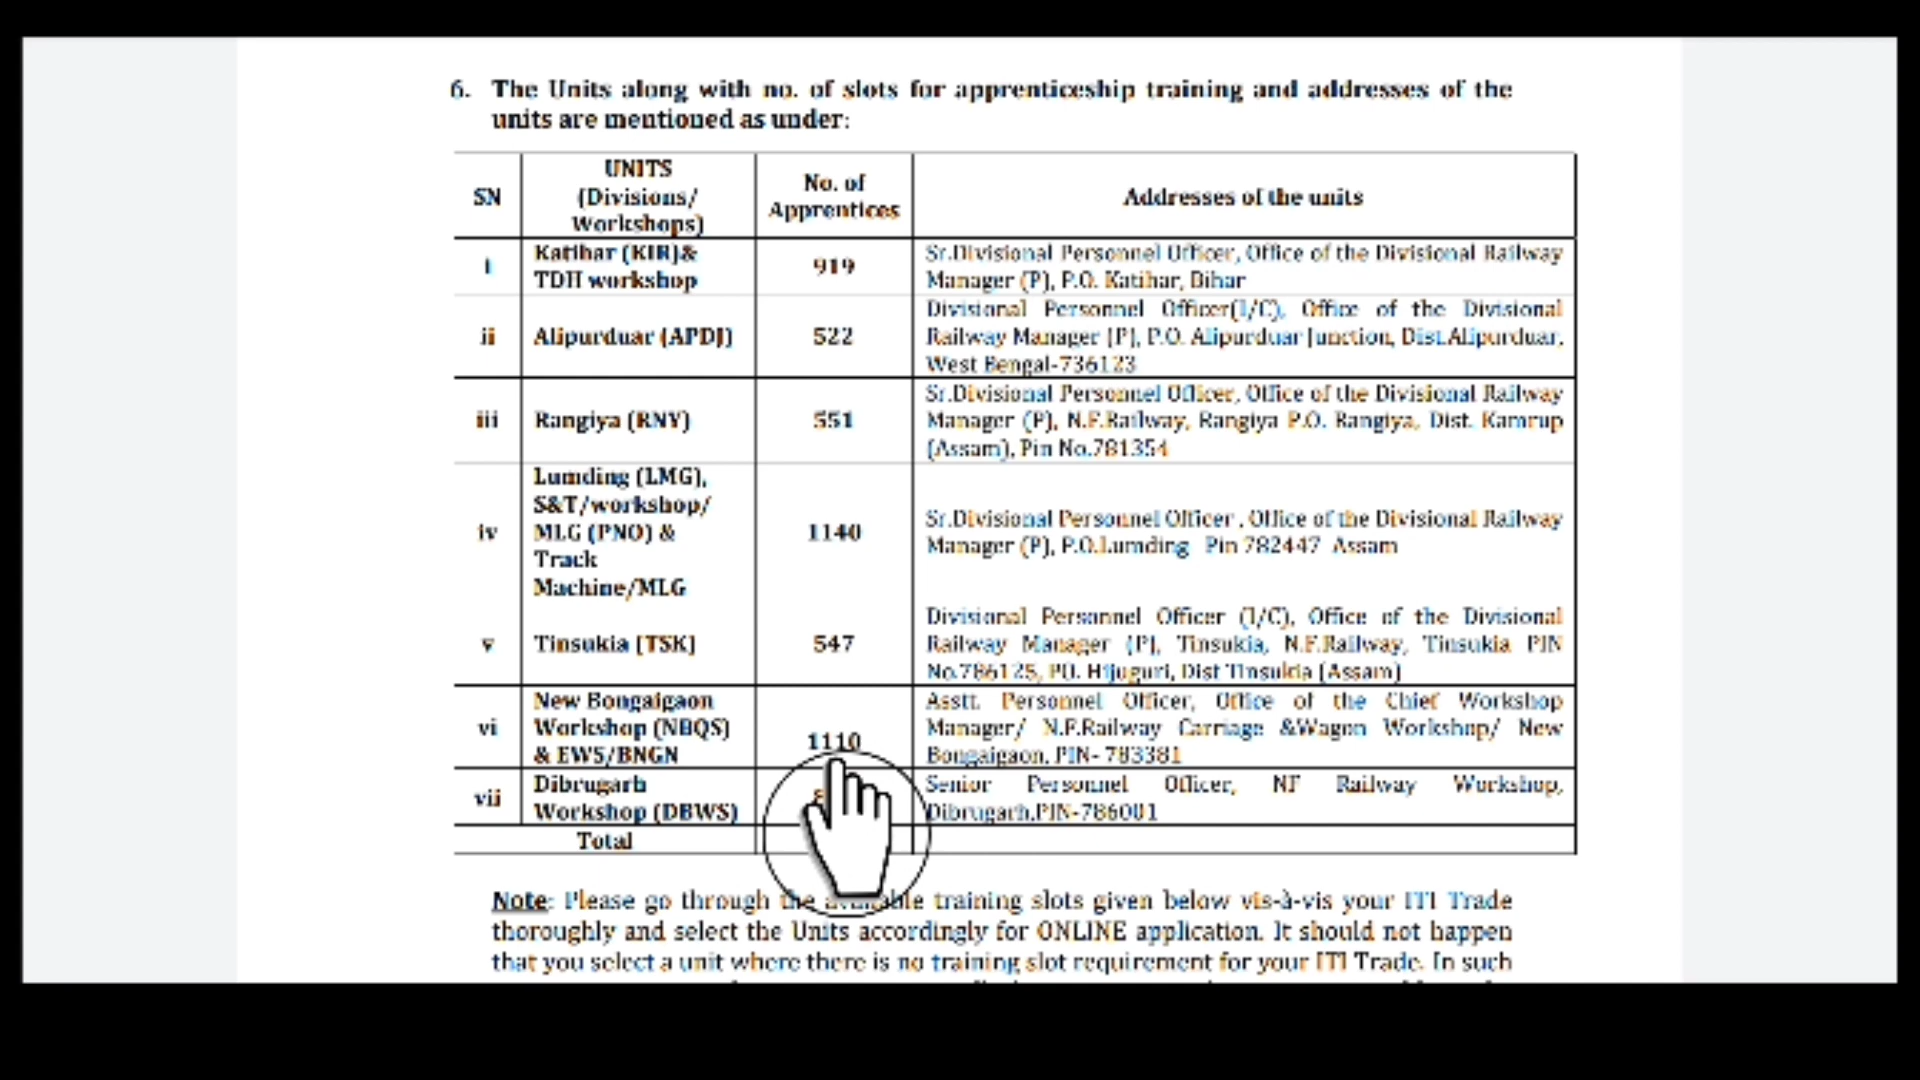 6. The Units along with no. of slots for apprenticeship training and addresses of the
units are mentioned as under:
SN
UNITS
(Divisions/
Workshops)
No. of
Apprentices
Addresses of the units
i
Katihar (KIR)&
TDH workshop
919
Sr.Divisional Personnel Officer, Office of the Divisional Railway
Manager (P), P.O. Katihar, Bihar
ii
Alipurduar (APDJ)
522
Divisional Personnel Officer(I/C), Office of the Divisional
Railway Manager (P), P.O. Alipurduar Junction, Dist.Alipurduar,
West Bengal-736123
iii
Rangiya (RNY)
551
Sr.Divisional Personnel Officer, Office of the Divisional Railway
Manager (P), N.F.Railway, Rangiya P.O. Rangiya, Dist. Kamrup
(Assam), Pin No.781354
iv
Lumding (LMG),
S&T/workshop/
MLG (PNO) &
Track
Machine/MLG
1140
Sr.Divisional Personnel Officer , Office of the Divisional Railway
Manager (P), P.O.Lumding Pin 782447 Assam
v
Tinsukia (TSK)
547
Divisional Personnel Officer (I/C), Office of the Divisional
Railway Manager (P), Tinsukia, N.F.Railway, Tinsukia PIN
No.786125, PO. Hijuguri, Dist Tinsukia (Assam)
vi
New Bongaigaon
Workshop (NBQS)
& EWS/BNGN
1110
Asstt. Personnel Officer, Office of the Chief Workshop
Manager/ N.F.Railway Carriage &Wagon Workshop/ New
Bongaigaon, PIN- 783381
vii
Dibrugarh
Workshop (DBWS)
Senior Personnel Officer, NF Railway Workshop,
Dibrugarh,PIN-786001
Total
Note: Please go through the available training slots given below vis-à-vis your ITI Trade
thoroughly and select the Units accordingly for ONLINE application. It should not happen
that you select a unit where there is no training slot requirement for your ITI Trade. In such